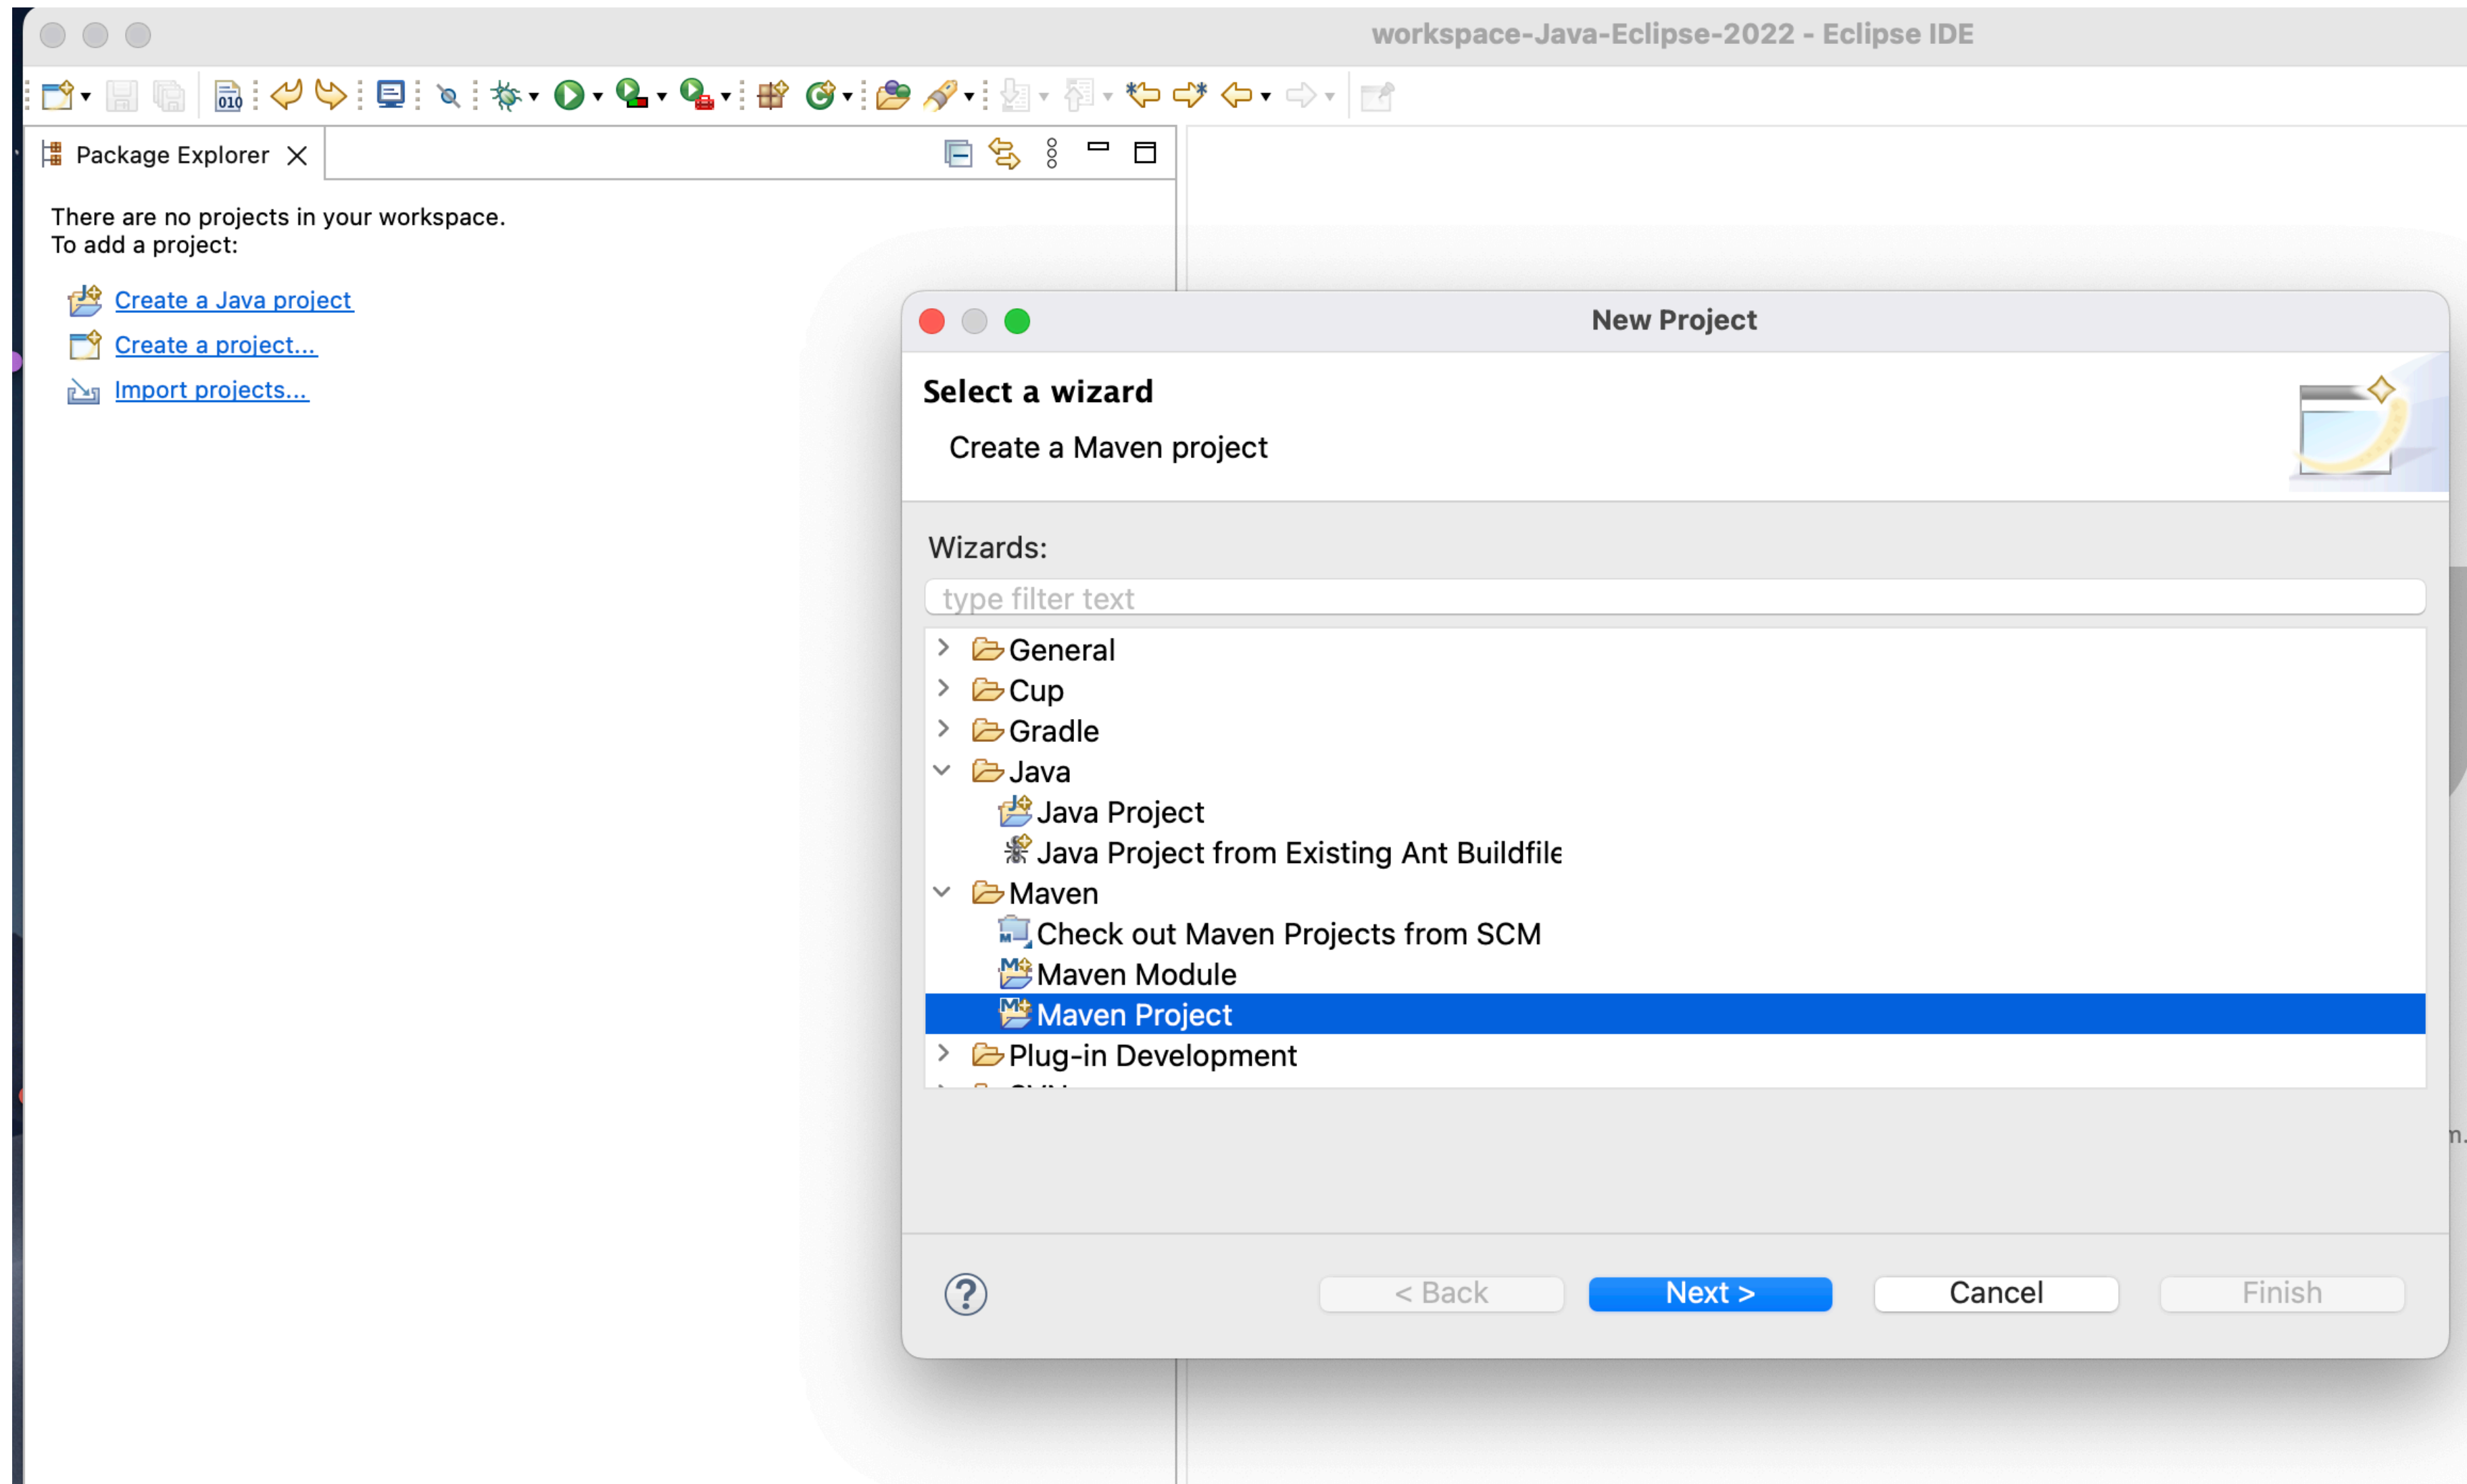 workspace-Java-Eclipse-2022 - Eclipse IDE
010
Package Explorer
There are no projects in your workspace.
To add a project:
Create a Java project
Create a project...
Import projects...
New Project
Select a wizard
Create a Maven project
Wizards:
type filter text
General
Cup
Gradle
Java
Java Project
Java Project from Existing Ant Buildfile
Maven
Check out Maven Projects from SCM
Maven Module
Maven Project
Plug-in Development
? < Back Next > Cancel Finish